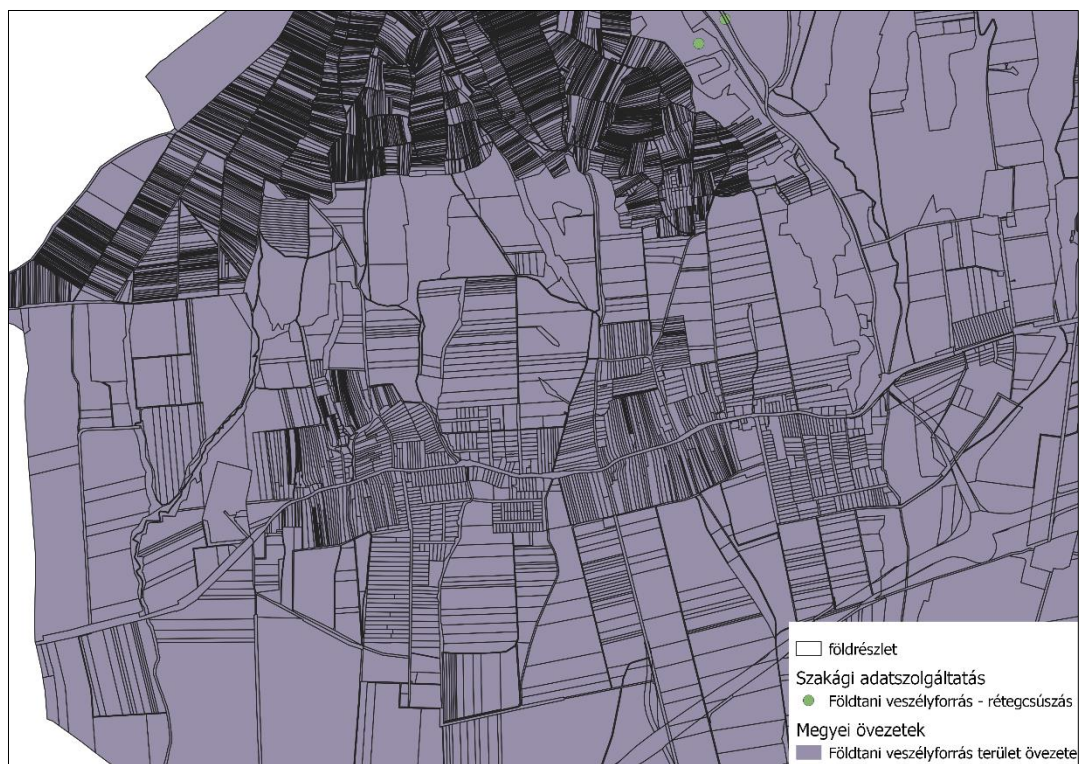 földrészlet
Szakági adatszolgáltatás
Földtani veszélyforrás - rétegcsúszás
Megyei övezetek
Földtani veszélyforrás terület övezete